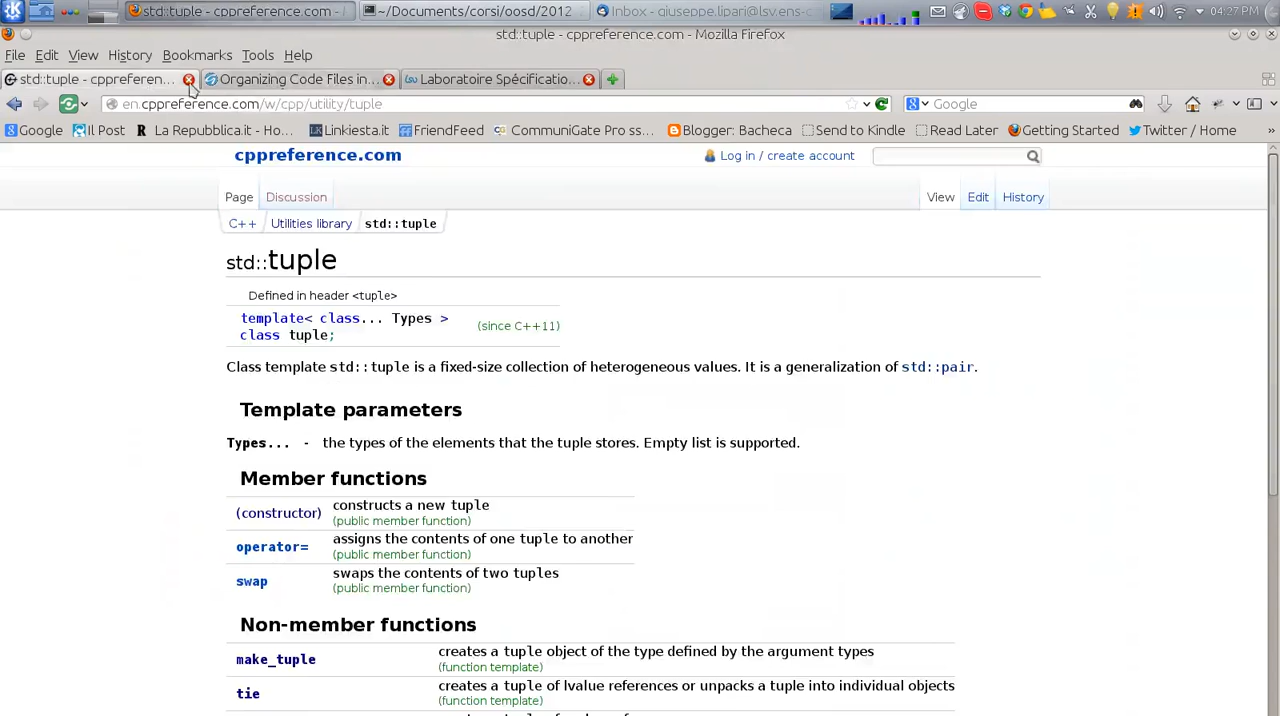 std::tuple - cppreference.com -
~/Documents/calcolo/osd/2012
Inbox - giuseppe.lipari@lsv.ens-c
04:27 PM
std::tuple - cppreference.com - Mozilla Firefox
File Edit View History Bookmarks Tools Help
std::tuple - cppreferen... Organizing Code Files in... Laboratoire Spécificatio...
en.cppreference.com/w/cpp/utility/tuple Google
Google Il Post La Repubblica.it - Ho... Linkiesta.it FriendFeed CommuniGate Pro ss... Blogger: Bacheca Send to Kindle Read Later Getting Started Twitter / Home »
cppreference.com
Log in / create account
Page Discussion View Edit History
C++ Utilities library std::tuple
std::tuple
Defined in header <tuple>
template< class... Types >
class tuple;
(since C++11)
Class template std::tuple is a fixed-size collection of heterogeneous values. It is a generalization of std::pair.
Template parameters
Types... - the types of the elements that the tuple stores. Empty list is supported.
Member functions
(constructor) constructs a new tuple
(public member function)
operator= assigns the contents of one tuple to another
(public member function)
swap swaps the contents of two tuples
(public member function)
Non-member functions
make_tuple creates a tuple object of the type defined by the argument types
(function template)
tie creates a tuple of lvalue references or unpacks a tuple into individual objects
(function template)